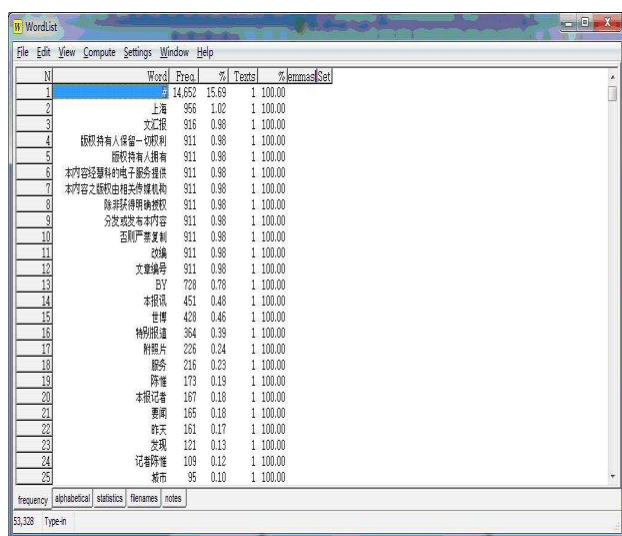 WordList
File Edit View Compute Settings Window Help
N Word Freq. % Texts % emmas Set
1 # 14,652 15.69 1 100.00
2 上海 956 1.02 1 100.00
3 文汇报 916 0.98 1 100.00
4 版权持有人保留一切权利 911 0.98 1 100.00
5 版权持有人拥有 911 0.98 1 100.00
6 本内容经慧科的电子服务提供 911 0.98 1 100.00
7 本内容之版权由相关传媒机构 911 0.98 1 100.00
8 除非获得明确授权 911 0.98 1 100.00
9 分发或发布本内容 911 0.98 1 100.00
10 否则严禁复制 911 0.98 1 100.00
11 改编 911 0.98 1 100.00
12 文章编号 911 0.98 1 100.00
13 BY 728 0.78 1 100.00
14 本报讯 451 0.48 1 100.00
15 世博 428 0.46 1 100.00
16 特别报道 364 0.39 1 100.00
17 附照片 226 0.24 1 100.00
18 服务 216 0.23 1 100.00
19 陈惟 173 0.19 1 100.00
20 本报记者 167 0.18 1 100.00
21 要闻 165 0.18 1 100.00
22 昨天 161 0.17 1 100.00
23 发现 121 0.13 1 100.00
24 记者陈惟 109 0.12 1 100.00
25 城市 95 0.10 1 100.00
frequency alphabetical statistics filenames notes
53,328 Type-in